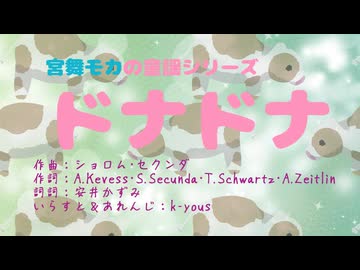 宮舞モカの童謡シリーズ
ドナドナ
作曲：ショロム・セクンダ
作詞：A.Kevess・S.Secunda・T.Schwartz・A.Zeitlin
詞詞：安井かずみ
いらすと＆あれんじ：k-yous